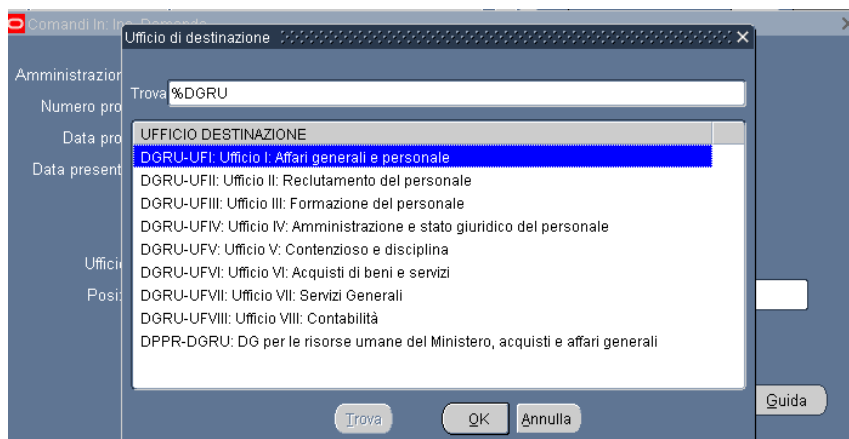 Comandi In: In
Ufficio di destinazione
Amministrazion
Trova %DGRU
Numero pro
Data pro
UFFICIO DESTINAZIONE
DGRU-UFI: Ufficio I: Affari generali e personale
Data present
DGRU-UFII: Ufficio II: Reclutamento del personale
DGRU-UFIII: Ufficio III: Formazione del personale
DGRU-UFIV: Ufficio IV: Amministrazione e stato giuridico del personale
DGRU-UFV: Ufficio V: Contenzioso e disciplina
Uffici
DGRU-UFVI: Ufficio VI: Acquisti di beni e servizi
Posi
DGRU-UFVII: Ufficio VII: Servizi Generali
DGRU-UFVIII: Ufficio VIII: Contabilità
DPPR-DGRU: DG per le risorse umane del Ministero, acquisti e affari generali
Guida
Trova OK Annulla